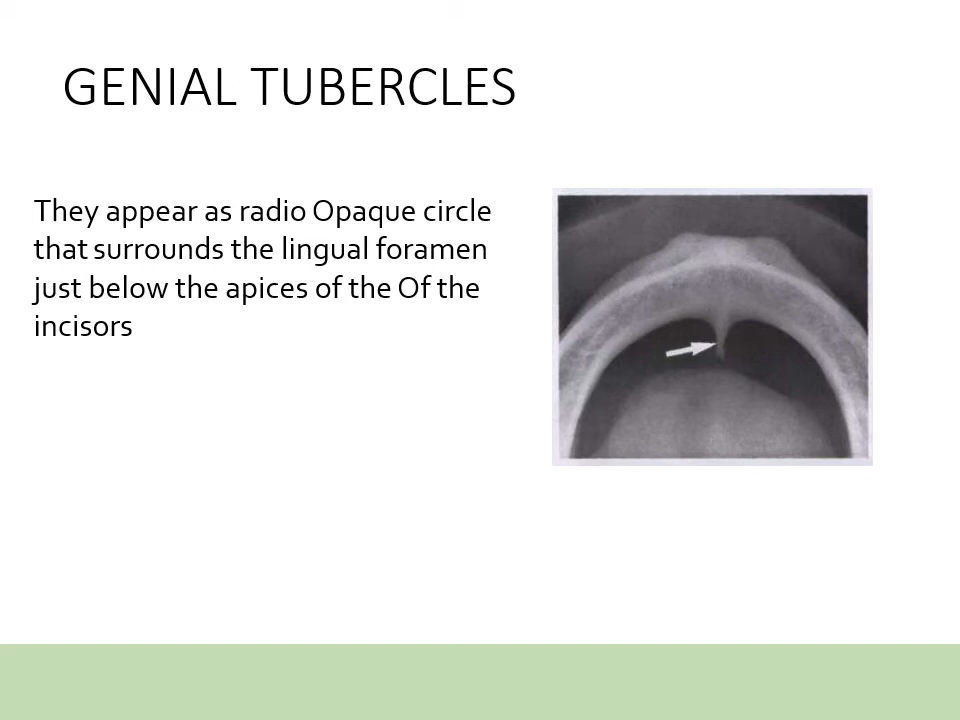 GENIAL TUBERCLES
They appear as radio Opaque circle
that surrounds the lingual foramen
just below the apices of the Of the
incisors